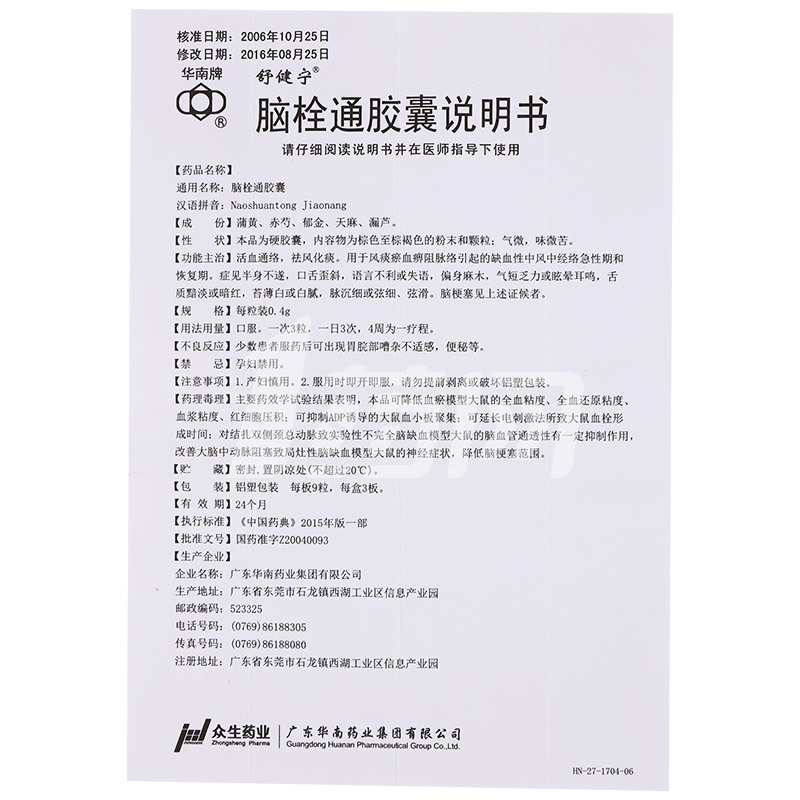 核准日期：2006年10月25日
修改日期：2016年08月25日
华南牌 舒健宁®
®
脑栓通胶囊说明书
请仔细阅读说明书并在医师指导下使用
【药品名称】
通用名称：脑栓通胶囊
汉语拼音：Naoshuantong Jiaonang
【成　　份】蒲黄、赤芍、郁金、天麻、漏芦。
【性　　状】本品为硬胶囊，内容物为棕色至棕褐色的粉末和颗粒；气微，味微苦。
【功能主治】活血通络，祛风化痰。用于风痰瘀血痹阻脉络引起的缺血性中风中经络急性期和
恢复期。症见半身不遂，口舌歪斜，语言不利或失语，偏身麻木，气短乏力或眩晕耳鸣，舌
质黯淡或暗红，苔薄白或白腻，脉沉细或弦细、弦滑。脑梗塞见上述证候者。
【规　　格】每粒装0.4g
【用法用量】口服。一次3粒，一日3次，4周为一疗程。
【不良反应】少数患者服药后可出现胃脘部嘈杂不适感，便秘等。
【禁　　忌】孕妇禁用。
【注意事项】1.产妇慎用。2.服用时即开即服，请勿提前剥离或破坏铝塑包装。
【药理毒理】主要药效学试验结果表明，本品可降低血瘀模型大鼠的全血粘度、全血还原粘度、
血浆粘度、红细胞压积；可抑制ADP诱导的大鼠血小板聚集；可延长电刺激法所致大鼠血栓形
成时间；对结扎双侧颈总动脉致实验性不完全脑缺血模型大鼠的脑血管通透性有一定抑制作用，
改善大脑中动脉阻塞致局灶性脑缺血模型大鼠的神经症状，降低脑梗塞范围。
【贮　　藏】密封,置阴凉处(不超过20℃)。
【包　　装】铝塑包装　每板9粒，每盒3板。
【有 效 期】24个月
【执行标准】《中国药典》2015年版一部
【批准文号】国药准字Z20040093
【生产企业】
企业名称：广东华南药业集团有限公司
生产地址：广东省东莞市石龙镇西湖工业区信息产业园
邮政编码：523325
电话号码：(0769)86188305
传真号码：(0769)86188080
注册地址：广东省东莞市石龙镇西湖工业区信息产业园
众生药业 广东华南药业集团有限公司
Zhongsheng Pharma Guangdong Huanan Pharmaceutical Group Co.,Ltd.
HN-27-1704-06